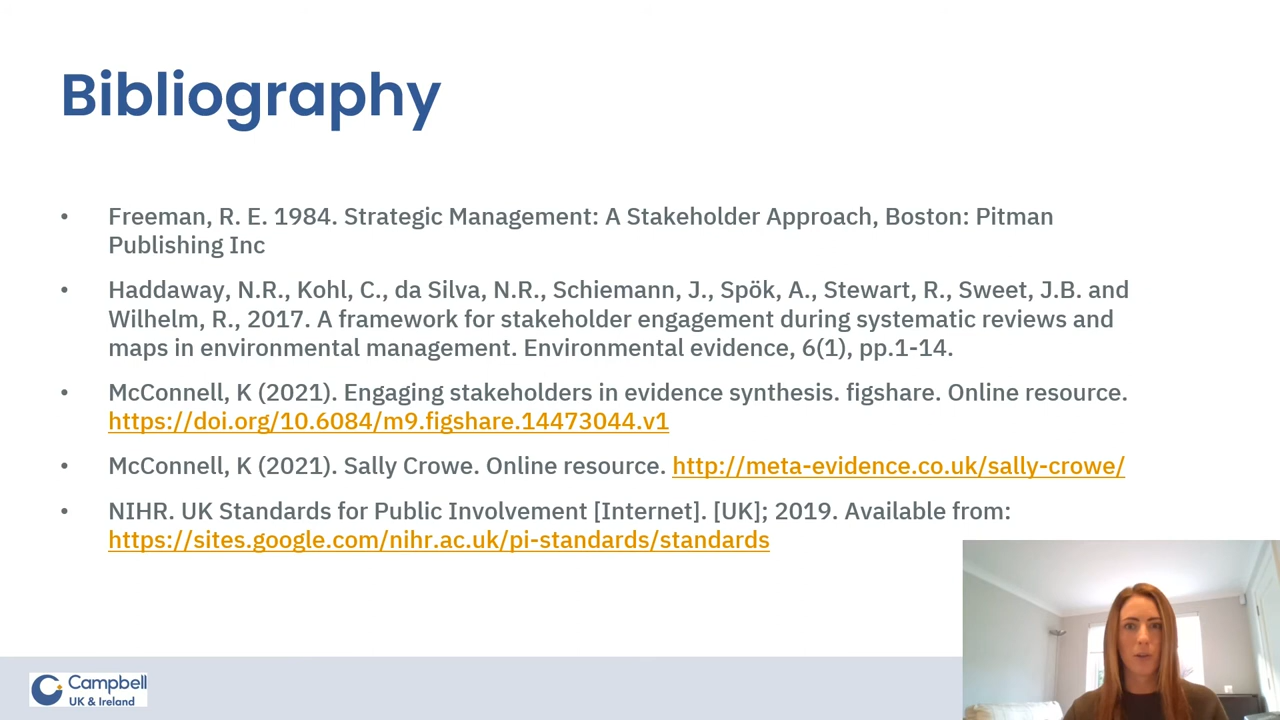 Bibliography
• Freeman, R. E. 1984. Strategic Management: A Stakeholder Approach, Boston: Pitman
Publishing Inc
• Haddaway, N.R., Kohl, C., da Silva, N.R., Schiemann, J., Spök, A., Stewart, R., Sweet, J.B. and
Wilhelm, R., 2017. A framework for stakeholder engagement during systematic reviews and
maps in environmental management. Environmental evidence, 6(1), pp.1-14.
• McConnell, K (2021). Engaging stakeholders in evidence synthesis. figshare. Online resource.
https://doi.org/10.6084/m9.figshare.14473044.v1
• McConnell, K (2021). Sally Crowe. Online resource. http://meta-evidence.co.uk/sally-crowe/
• NIHR. UK Standards for Public Involvement [Internet]. [UK]; 2019. Available from:
https://sites.google.com/nihr.ac.uk/pi-standards/standards
Campbell
UK & Ireland